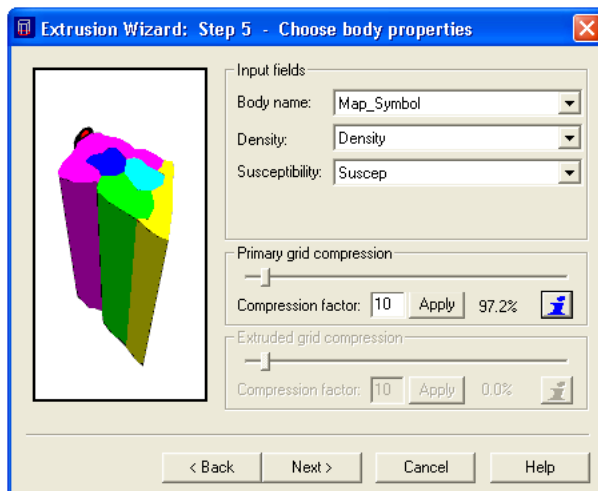 Extrusion Wizard: Step 5 - Choose body properties
Input fields
Body name: Map_Symbol
Density: Density
Susceptibility: Suscep
Primary grid compression
Compression factor: 10 Apply 97.2% i
Extruded grid compression
Compression factor: 10 Apply 0.0% i
< Back Next > Cancel Help